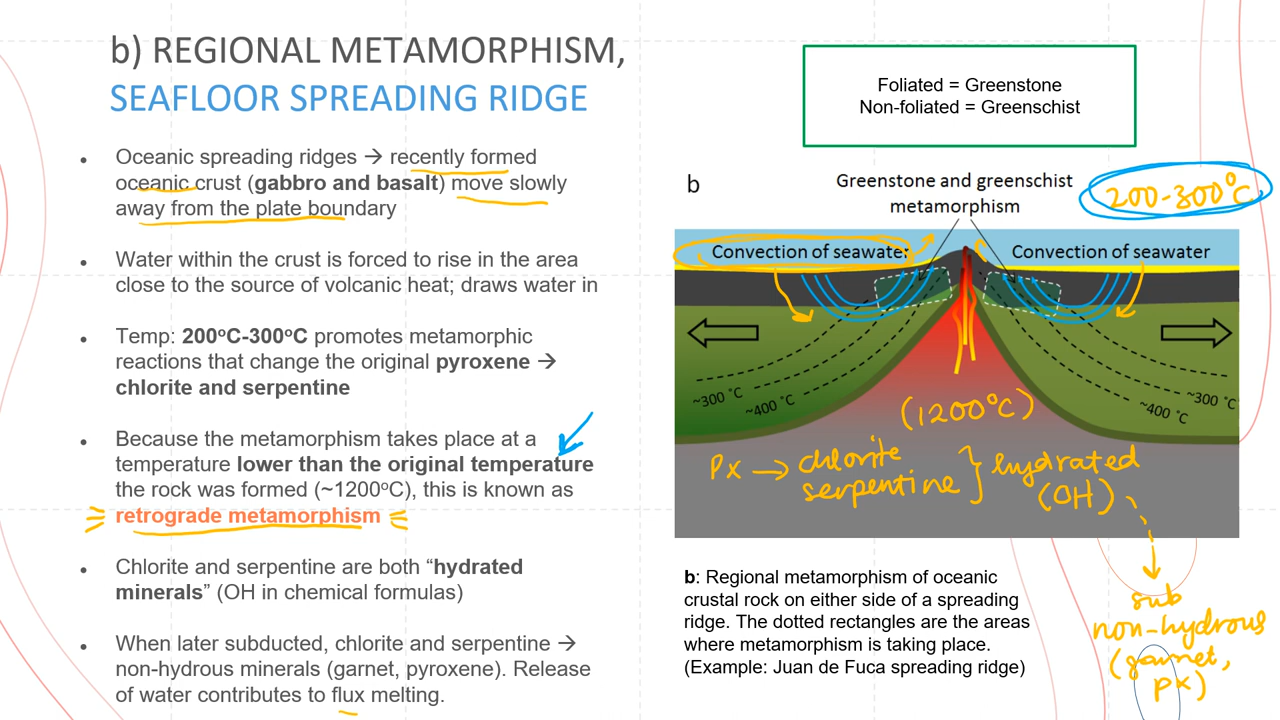 b) REGIONAL METAMORPHISM,
SEAFLOOR SPREADING RIDGE
• Oceanic spreading ridges → recently formed
oceanic crust (gabbro and basalt) move slowly
away from the plate boundary
• Water within the crust is forced to rise in the area
close to the source of volcanic heat; draws water in
• Temp: 200°C-300°C promotes metamorphic
reactions that change the original pyroxene →
chlorite and serpentine
• Because the metamorphism takes place at a
temperature lower than the original temperature
the rock was formed (~1200°C), this is known as
retrograde metamorphism
• Chlorite and serpentine are both “hydrated
minerals” (OH in chemical formulas)
• When later subducted, chlorite and serpentine →
non-hydrous minerals (garnet, pyroxene). Release
of water contributes to flux melting.
Foliated = Greenstone
Non-foliated = Greenschist
b
Greenstone and greenschist
metamorphism
200-300°C
Convection of seawater
Convection of seawater
~300 °C
~400 °C
~300 °C
~400 °C
(1200°C)
Px → chlorite
serpentine } hydrated
(OH)
b: Regional metamorphism of oceanic
crustal rock on either side of a spreading
ridge. The dotted rectangles are the areas
where metamorphism is taking place.
(Example: Juan de Fuca spreading ridge)
sub
non-hydrous
(garnet,
px)